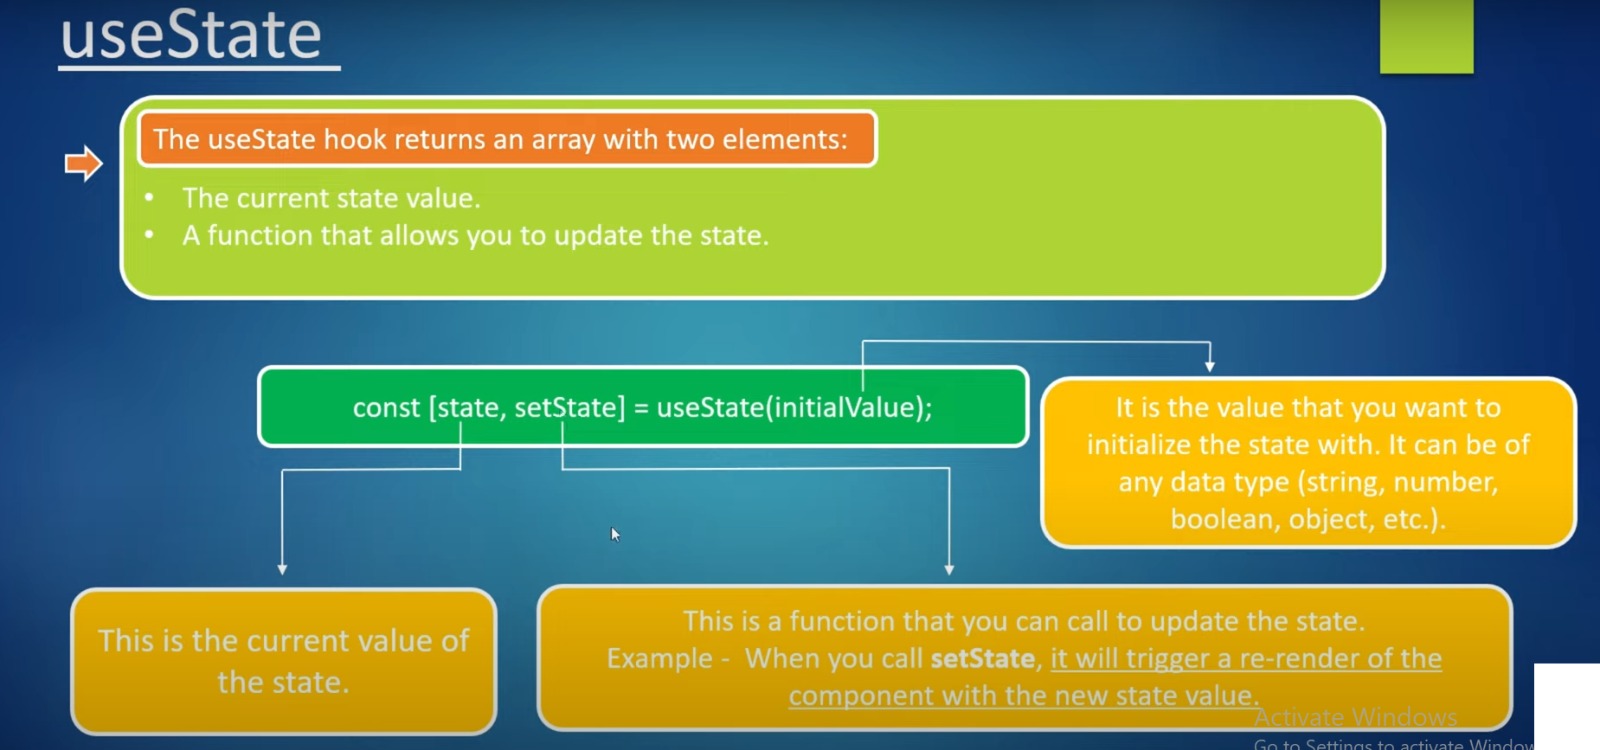 useState
The useState hook returns an array with two elements:
• The current state value.
• A function that allows you to update the state.
const [state, setState] = useState(initialValue);
It is the value that you want to
initialize the state with. It can be of
any data type (string, number,
boolean, object, etc.).
This is the current value of
the state.
This is a function that you can call to update the state.
Example - When you call setState, it will trigger a re-render of the
component with the new state value.
Activate Windows
Go to Settings to activate Window